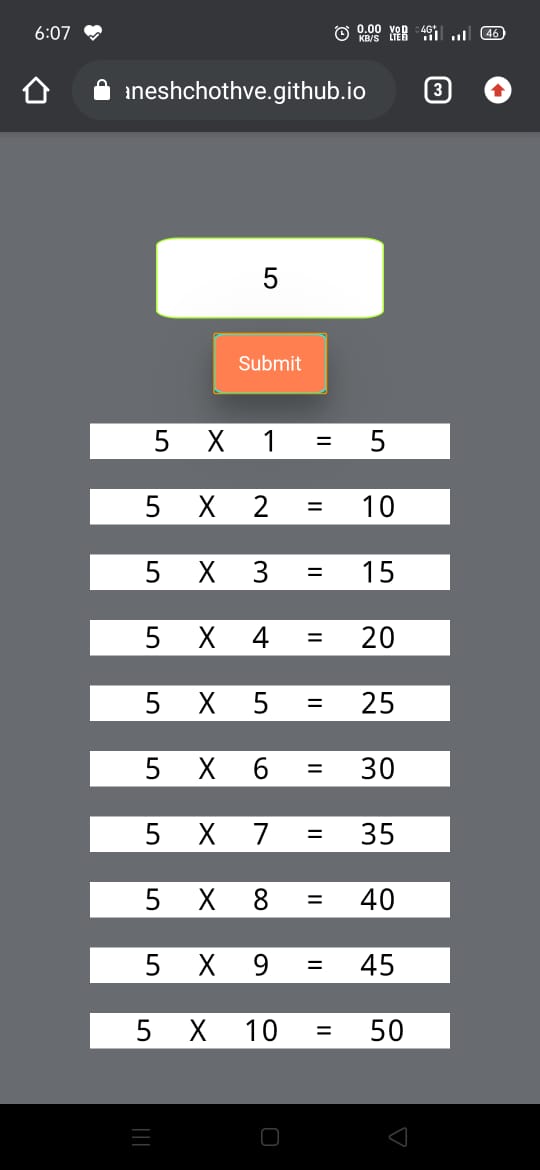 6:07 0.00 KB/S VoD LTE 4G+ 46
aneshchothve.github.io 3
5
Submit
5 X 1 = 5
5 X 2 = 10
5 X 3 = 15
5 X 4 = 20
5 X 5 = 25
5 X 6 = 30
5 X 7 = 35
5 X 8 = 40
5 X 9 = 45
5 X 10 = 50